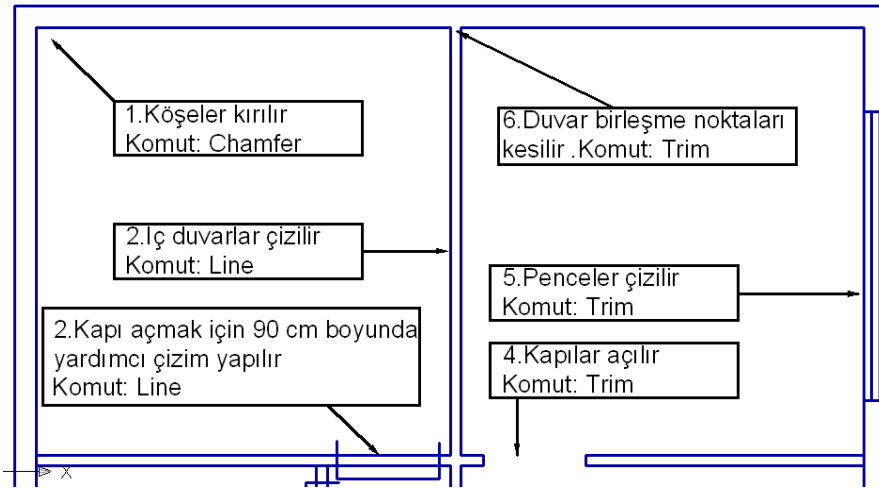 1.Köşeler kırılır
Komut: Chamfer
6.Duvar birleşme noktaları
kesilir .Komut: Trim
2.Iç duvarlar çizilir
Komut: Line
5.Penceler çizilir
Komut: Trim
2.Kapı açmak için 90 cm boyunda
yardımcı çizim yapılır
Komut: Line
4.Kapılar açılır
Komut: Trim
X